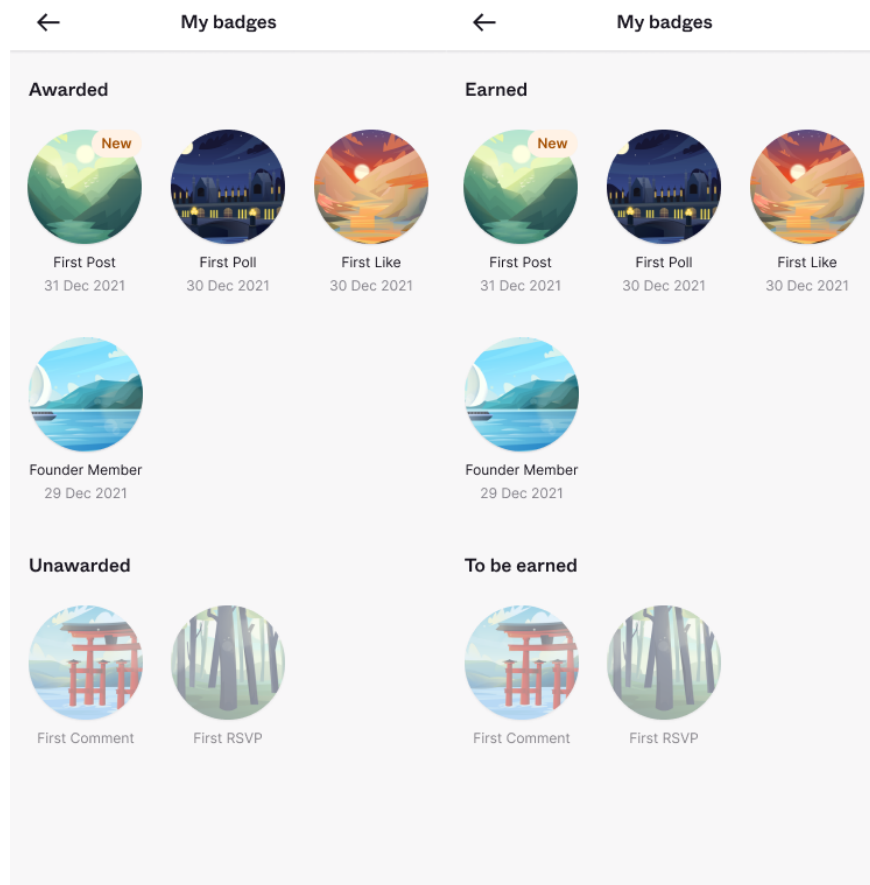 My badges
Awarded
New
First Post
31 Dec 2021
First Poll
30 Dec 2021
First Like
30 Dec 2021
Founder Member
29 Dec 2021
Unawarded
First Comment
First RSVP
My badges
Earned
New
First Post
31 Dec 2021
First Poll
30 Dec 2021
First Like
30 Dec 2021
Founder Member
29 Dec 2021
To be earned
First Comment
First RSVP